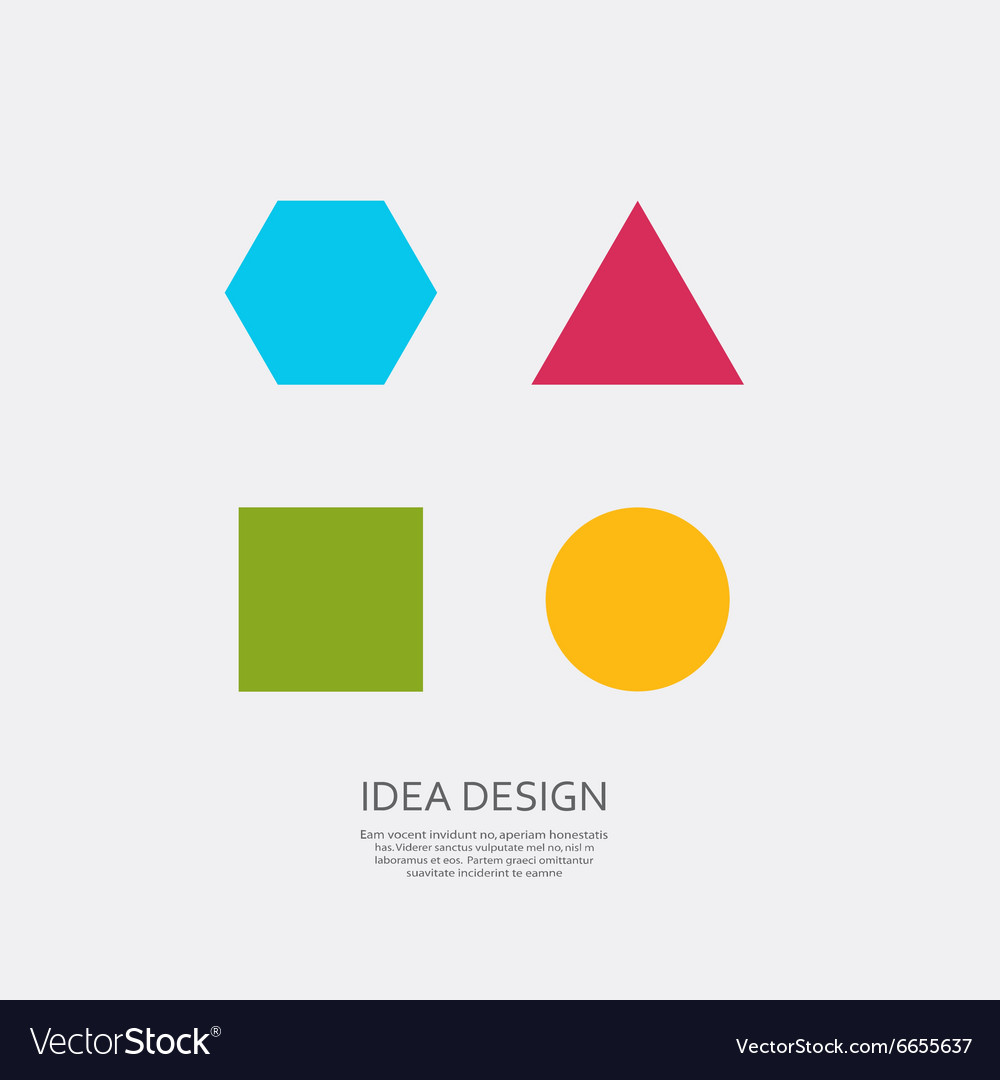 IDEA DESIGN
Eam vocent invidunt no, aperiam honestatis
has. Viderer sanctus vulputate mel no, nisl m
laboramus et eos. Partem graeci omittantur
suavitate inciderint te eamne
VectorStock®
VectorStock.com/6655637